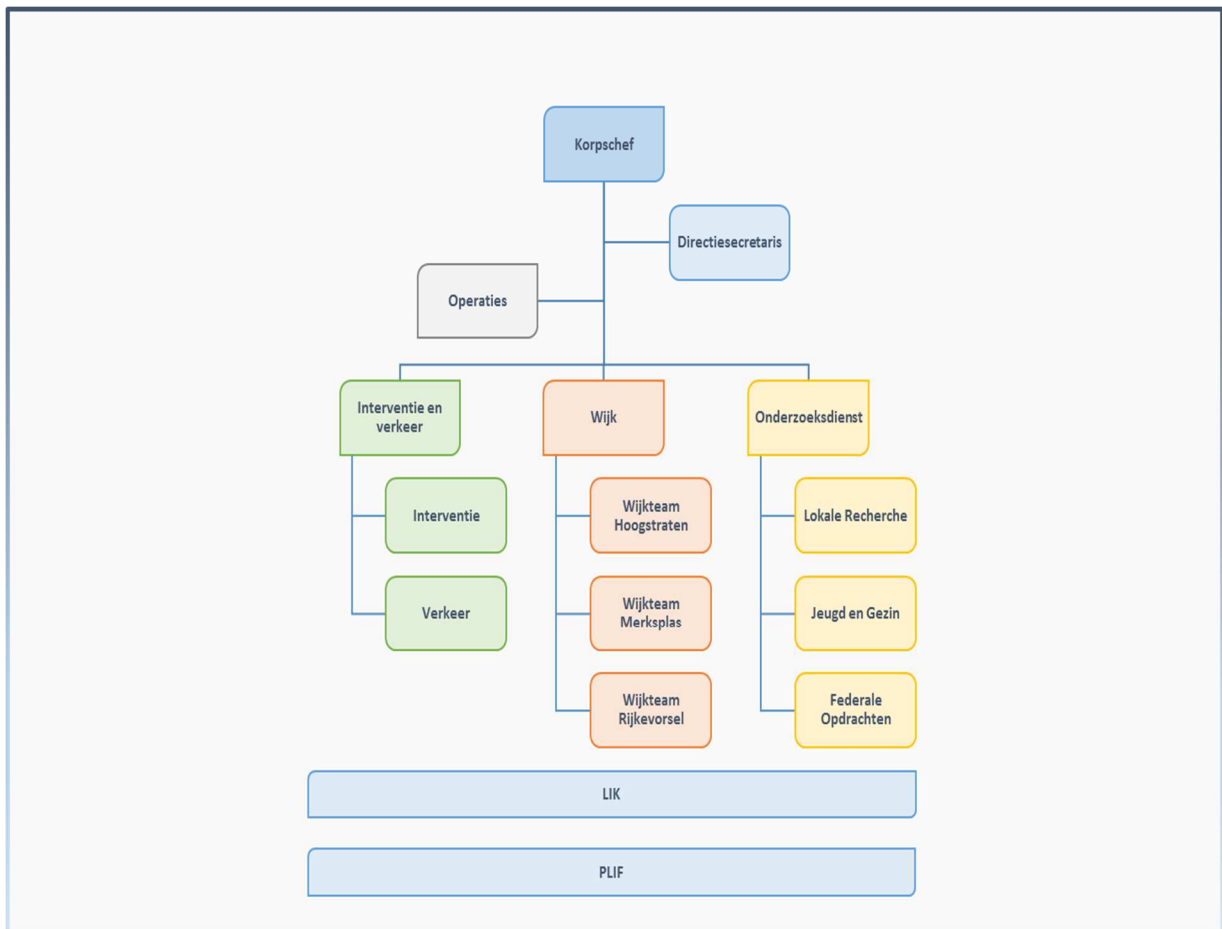 Korpschef
Directiesecretaris
Operaties
Interventie en
verkeer
Wijk
Onderzoeksdienst
Interventie
Verkeer
Wijkteam
Hoogstraten
Wijkteam
Merksplas
Wijkteam
Rijkevorsel
Lokale Recherche
Jeugd en Gezin
Federale
Opdrachten
LIK
PLIF